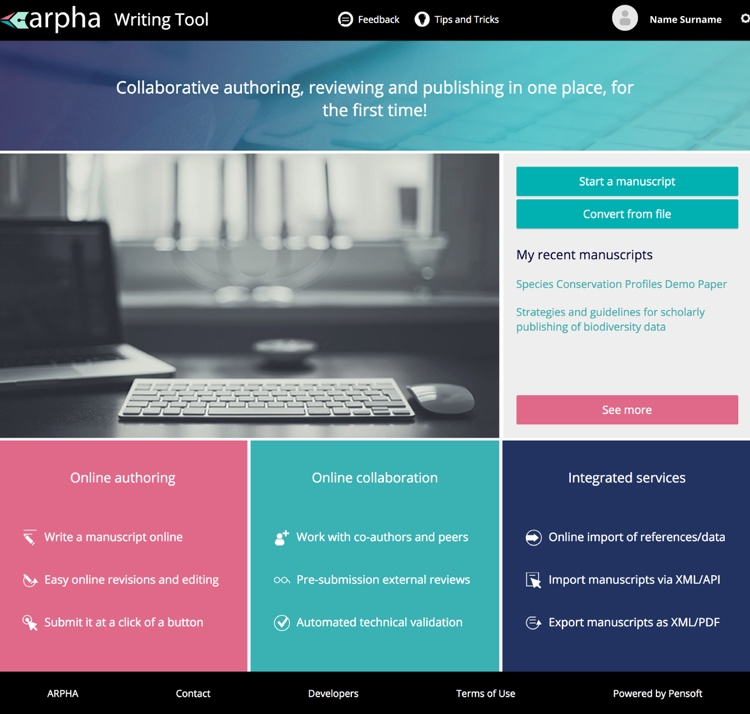 arpha Writing Tool
Feedback
Tips and Tricks
Name Surname
Collaborative authoring, reviewing and publishing in one place, for
the first time!
Start a manuscript
Convert from file
My recent manuscripts
Species Conservation Profiles Demo Paper
Strategies and guidelines for scholarly
publishing of biodiversity data
See more
Online authoring
Write a manuscript online
Easy online revisions and editing
Submit it at a click of a button
Online collaboration
Work with co-authors and peers
Pre-submission external reviews
Automated technical validation
Integrated services
Online import of references/data
Import manuscripts via XML/API
Export manuscripts as XML/PDF
ARPHA
Contact
Developers
Terms of Use
Powered by Pensoft